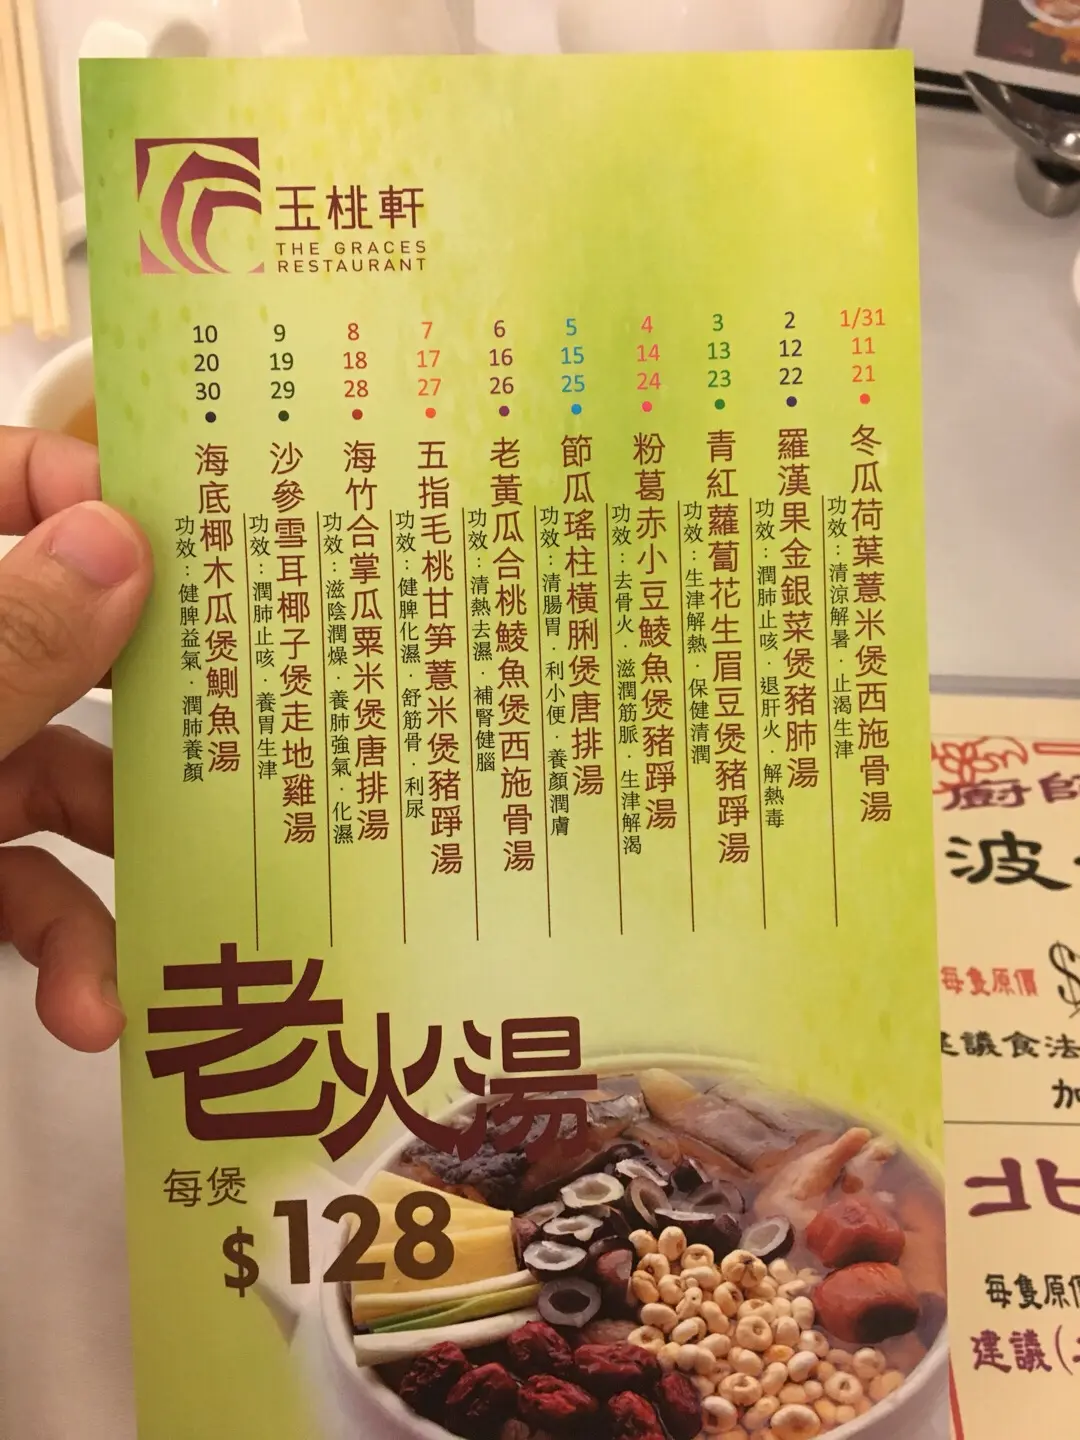 玉桃軒
THE GRACES
RESTAURANT
1/31
11
21
冬瓜荷葉薏米煲西施骨湯
功效：清涼解暑．止渴生津
2
12
22
羅漢果金銀菜煲豬肺湯
功效：潤肺止咳．退肝火．解熱毒
3
13
23
青紅蘿蔔花生眉豆煲豬踭湯
功效：生津解熱．保健清潤
4
14
24
粉葛赤小豆鯪魚煲豬踭湯
功效：去骨火．滋潤筋脈．生津解渴
5
15
25
節瓜瑤柱橫脷煲唐排湯
功效：清腸胃．利小便．養顏潤膚
6
16
26
老黃瓜合桃鯪魚煲西施骨湯
功效：清熱去濕．補腎健腦
7
17
27
五指毛桃甘筍薏米煲豬踭湯
功效：健脾化濕．舒筋骨．利尿
8
18
28
海竹合掌瓜粟米煲唐排湯
功效：滋陰潤燥．養肺強氣．化濕
9
19
29
沙參雪耳椰子煲走地雞湯
功效：潤肺止咳．養胃生津
10
20
30
海底椰木瓜煲鰂魚湯
功效：健脾益氣．潤肺養顏
老火湯
每煲
$128
廚師
波
每隻原價 $
議食法
加
北
每隻原價
建議(